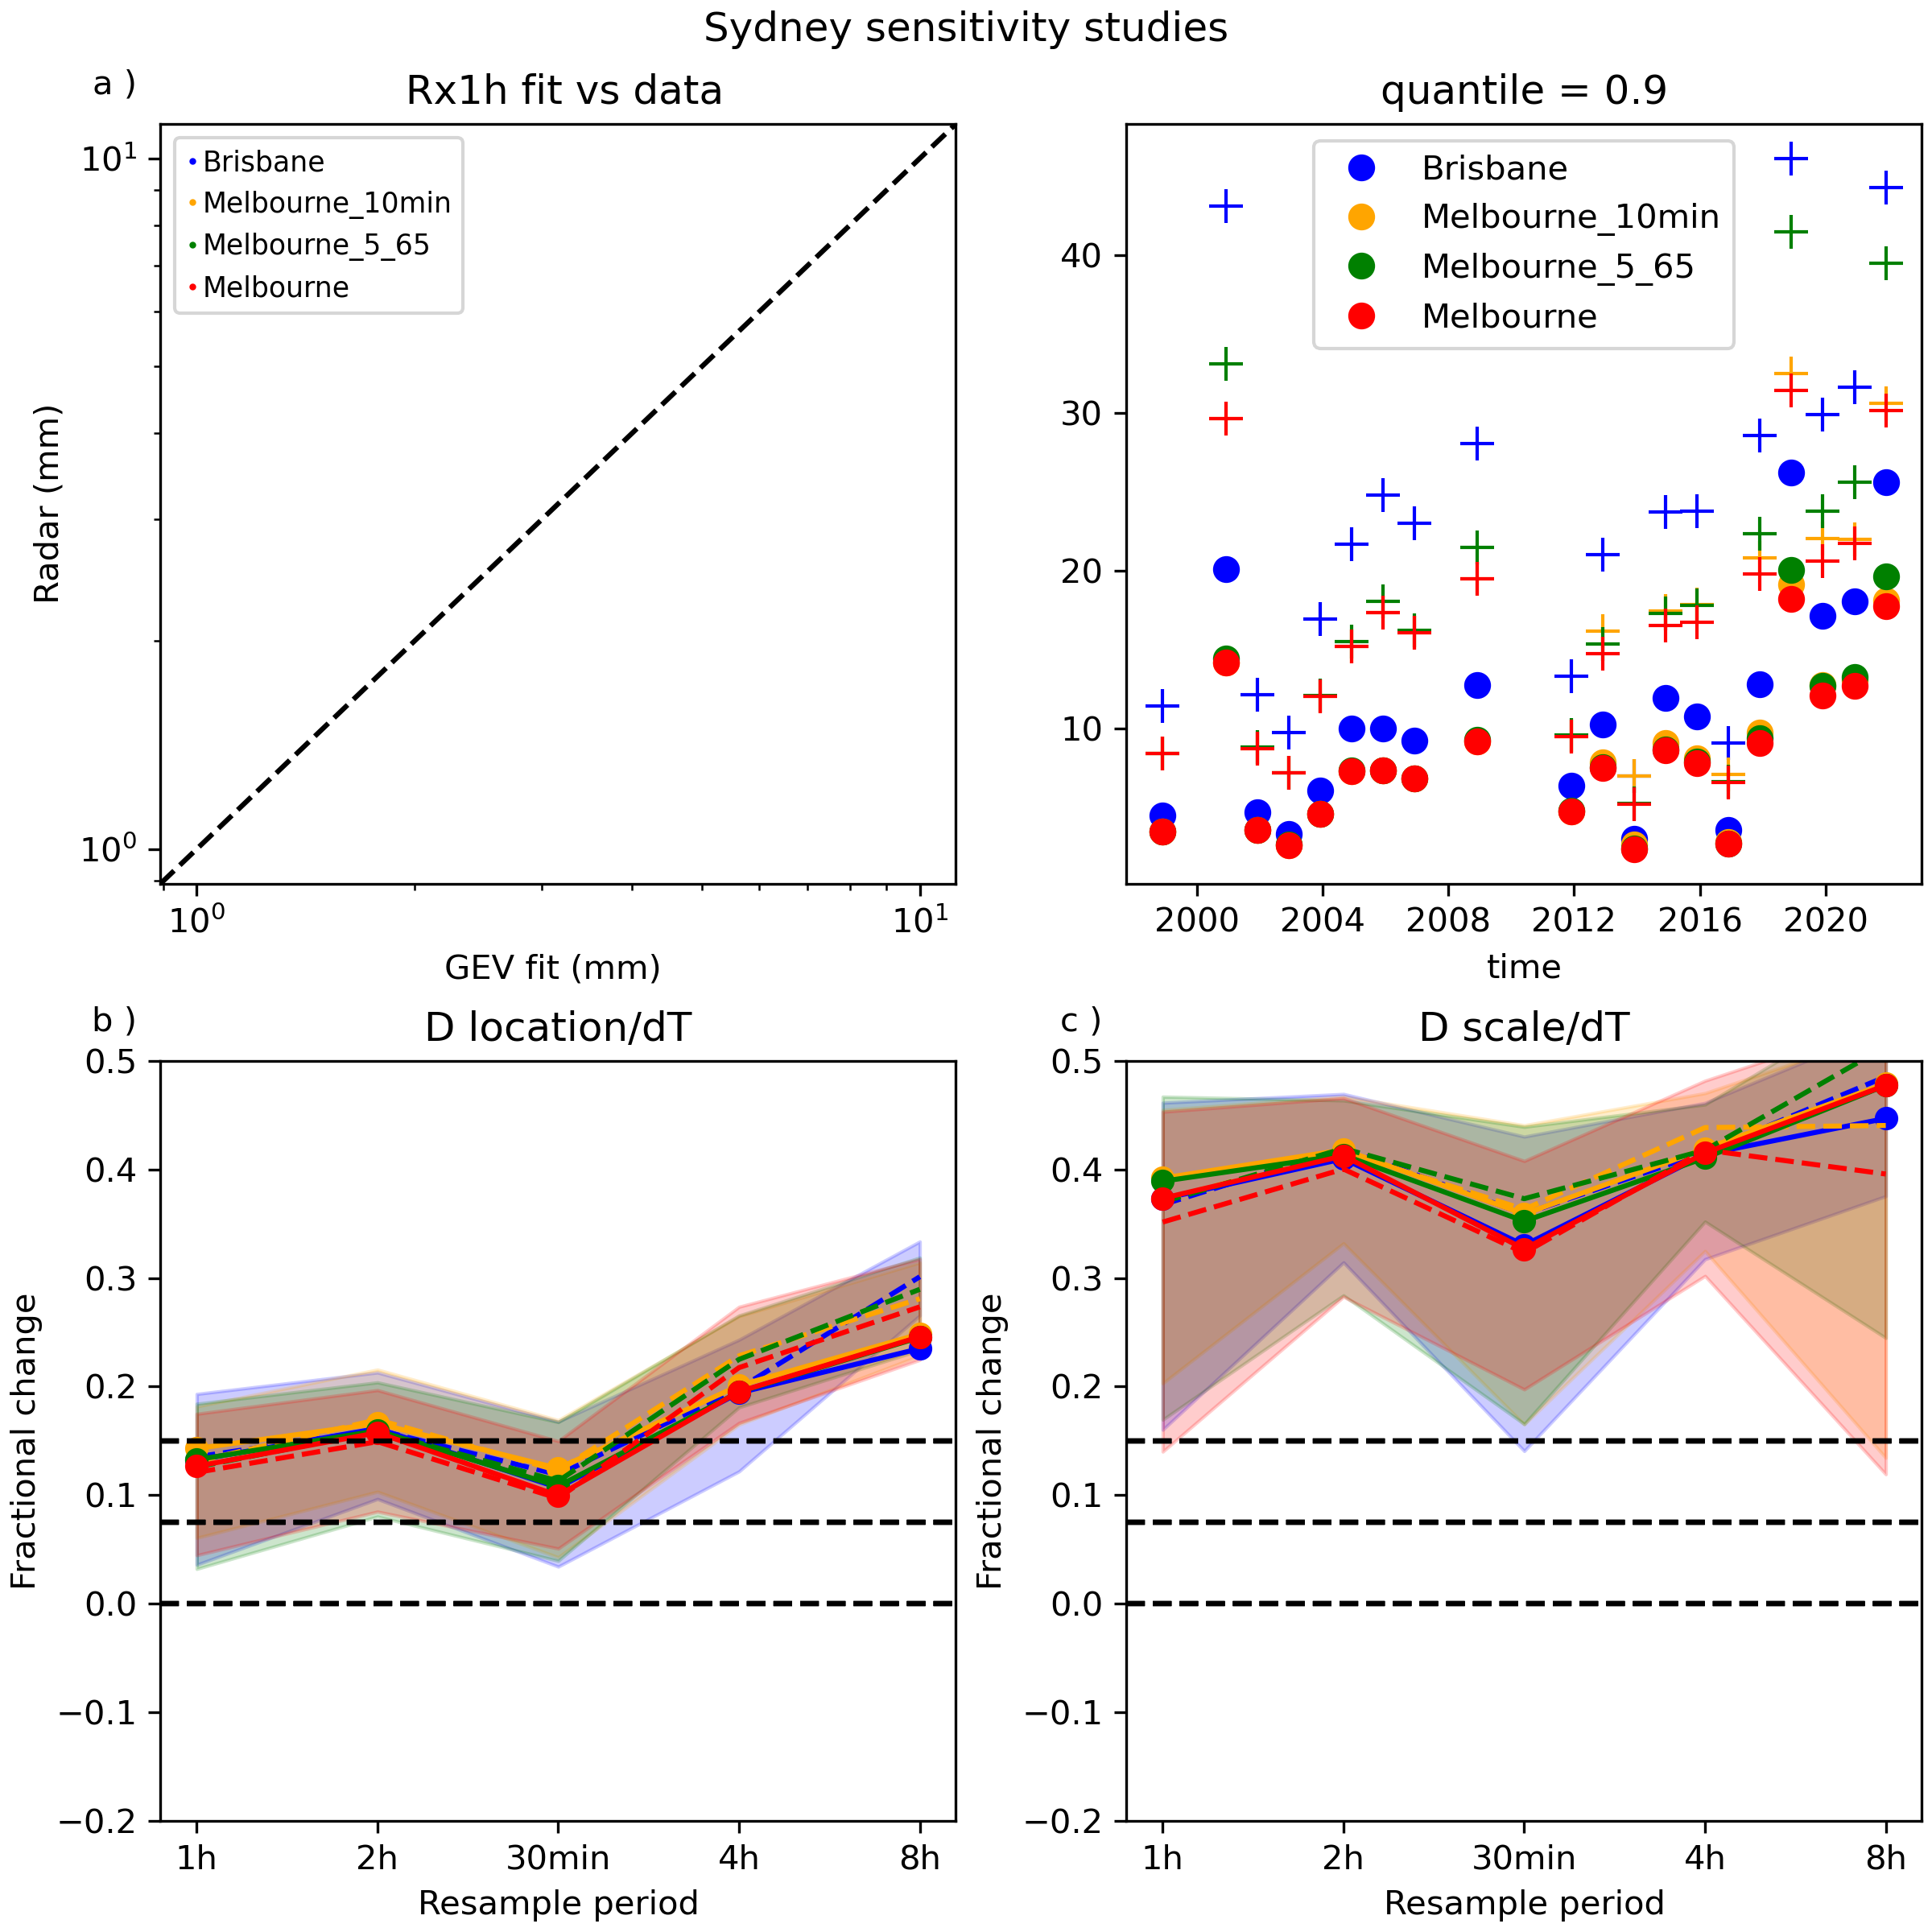 Sydney sensitivity studies
a )
Rx1h fit vs data
Radar (mm)
10¹
10⁰
Brisbane
Melbourne_10min
Melbourne_5_65
Melbourne
10⁰ 10¹
GEV fit (mm)
quantile = 0.9
40
30
20
10
Brisbane
Melbourne_10min
Melbourne_5_65
Melbourne
2000 2004 2008 2012 2016 2020
time
b )
D location/dT
Fractional change
0.5
0.4
0.3
0.2
0.1
0.0
−0.1
−0.2
1h 2h 30min 4h 8h
Resample period
c )
D scale/dT
Fractional change
0.5
0.4
0.3
0.2
0.1
0.0
−0.1
−0.2
1h 2h 30min 4h 8h
Resample period